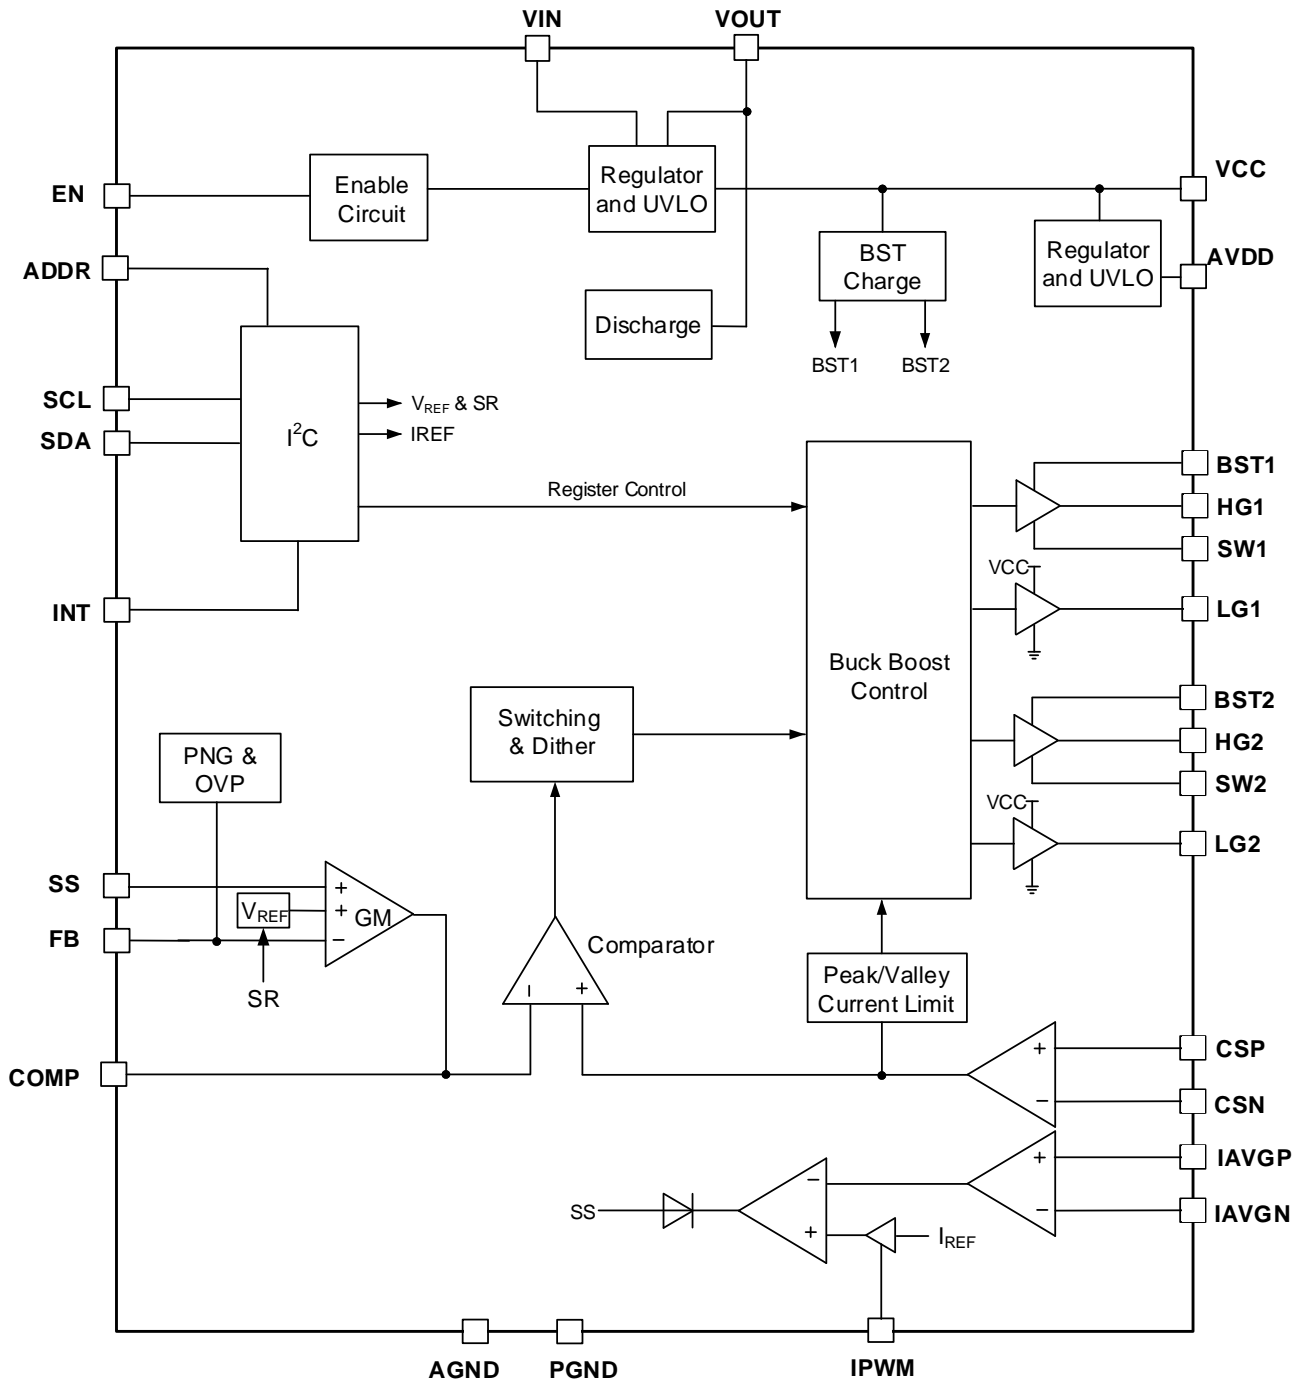 VIN
VOUT
VCC
EN
Enable
Circuit
Regulator
and UVLO
ADDR
BST
Charge
Regulator
and UVLO
AVDD
Discharge
BST1
BST2
SCL
SDA
I²C
V_REF & SR
IREF
Register Control
BST1
HG1
SW1
VCC
LG1
INT
Buck Boost
Control
Switching
& Dither
BST2
HG2
SW2
VCC
LG2
PNG &
OVP
SS
FB
V_REF
+
+
−
GM
SR
Comparator
−
+
Peak/Valley
Current Limit
COMP
+
−
CSP
CSN
+
−
IAVGP
IAVGN
SS
−
+
I_REF
AGND
PGND
IPWM